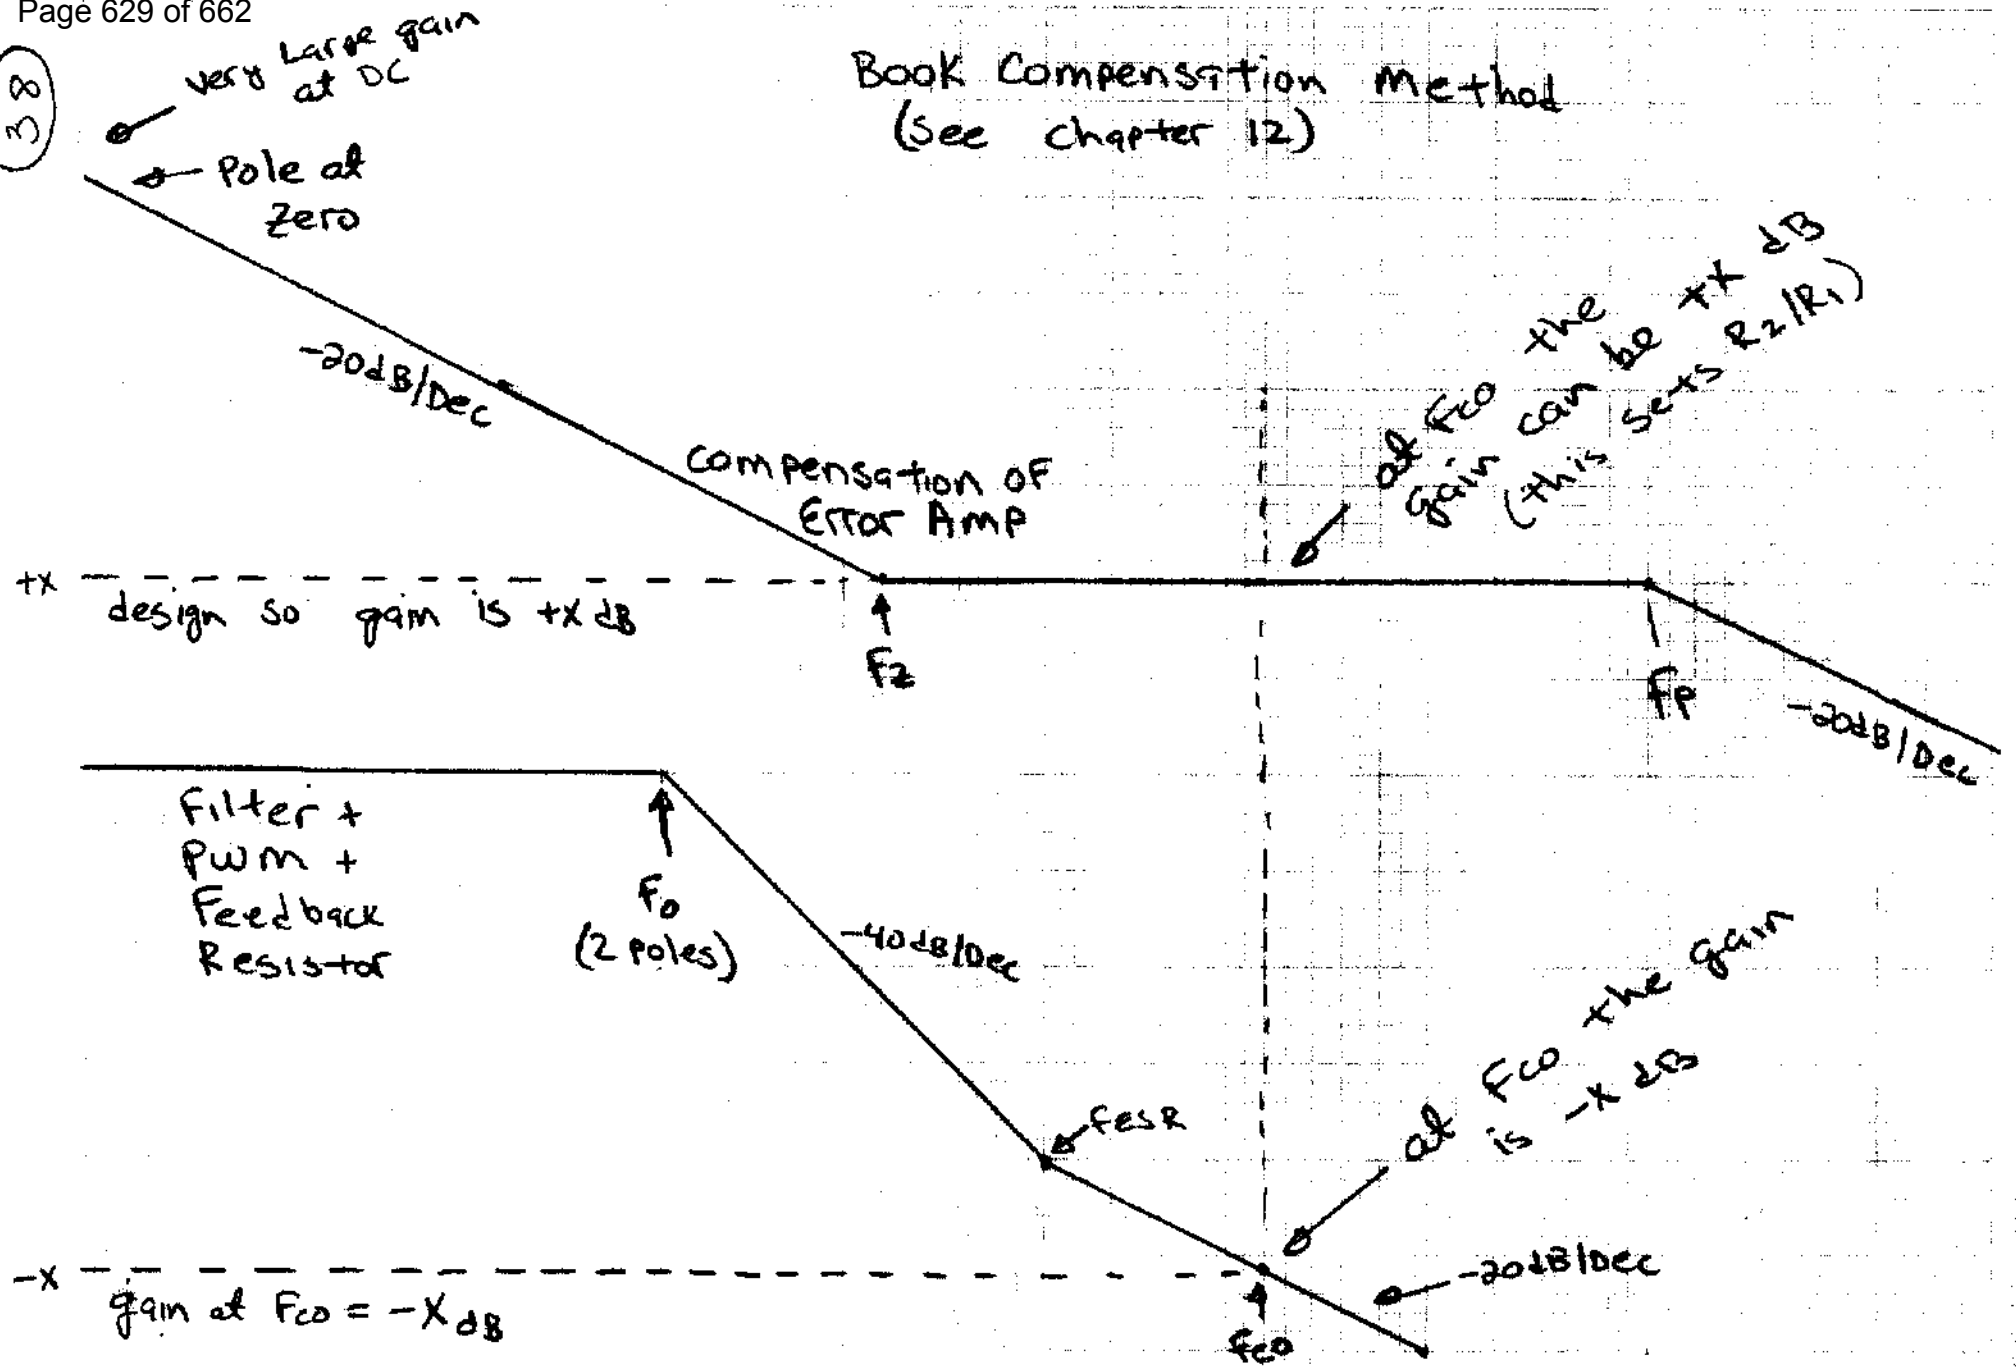 Page 629 of 662
38
very Large gain
at DC
Book Compensation Method
(see chapter 12)
Pole at
Zero
-20dB/Dec
Compensation of
Error Amp
at Fco the
gain can be +X dB
(this sets R2/R1)
+X
design so gain is +X dB
Fz
Fp
-20dB/Dec
Filter +
PWM +
Feedback
Resistor
Fo
(2 Poles)
-40dB/Dec
FESR
at Fco the gain
is -X dB
-X
gain at Fco = -X dB
-20dB/Dec
Fco